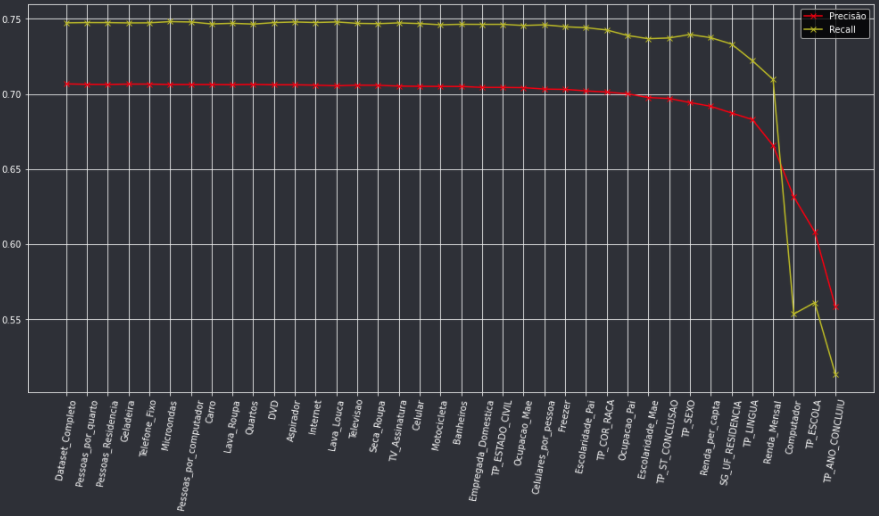 0.75
0.70
0.65
0.60
0.55
Precisão
Recall
Dataset_Completo
Pessoas_por_quarto
Pessoas_Residencia
Geladeira
Telefone_Fixo
Microondas
Pessoas_por_computador
Carro
Lava_Roupa
Quartos
DVD
Aspirador
Internet
Lava_Louca
Televisao
Seca_Roupa
TV_Assinatura
Celular
Motocicleta
Banheiros
Empregada_Domestica
TP_ESTADO_CIVIL
Ocupacao_Mae
Celulares_por_pessoa
Freezer
Escolaridade_Pai
TP_COR_RACA
Ocupacao_Pai
Escolaridade_Mae
TP_ST_CONCLUSAO
TP_SEXO
Renda_per_capta
SG_UF_RESIDENCIA
TP_LINGUA
Renda_Mensal
Computador
TP_ESCOLA
TP_ANO_CONCLUIU